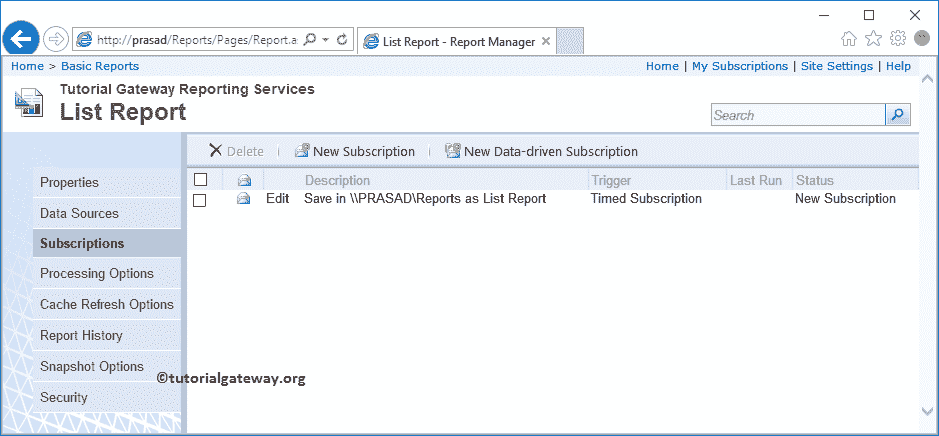 http://prasad/Reports/Pages/Report.a
List Report - Report Manager
Home > Basic Reports
Home | My Subscriptions | Site Settings | Help
Tutorial Gateway Reporting Services
List Report
Search
Delete
New Subscription
New Data-driven Subscription
Properties
Data Sources
Subscriptions
Processing Options
Cache Refresh Options
Report History
Snapshot Options
Security
Description Trigger Last Run Status
Edit Save in \\PRASAD\Reports as List Report Timed Subscription New Subscription
©tutorialgateway.org